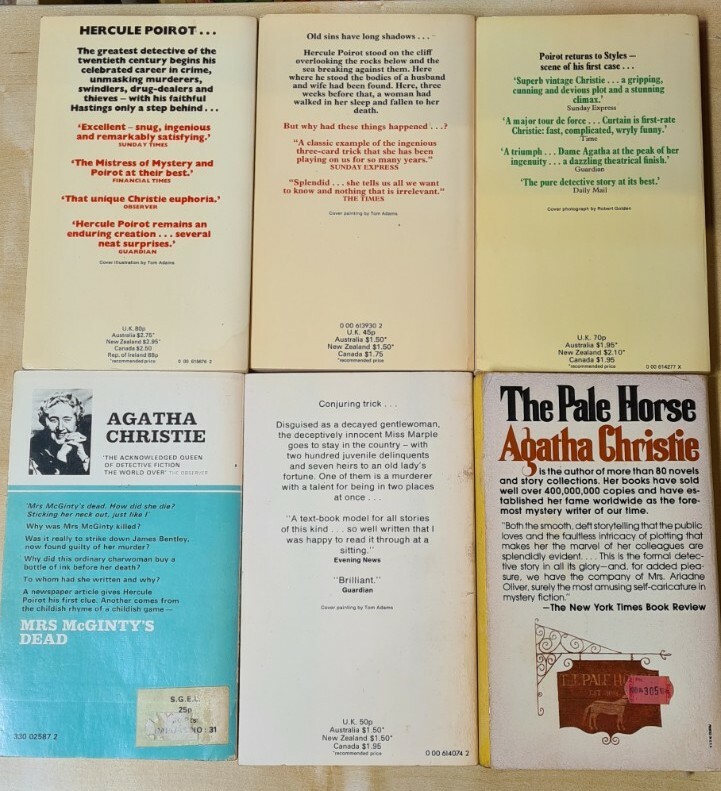 HERCULE POIROT . . .
The greatest detective of the
twentieth century begins his
celebrated career in crime,
unmasking murderers,
swindlers, drug-dealers and
thieves – with his faithful
Hastings only a step behind . . .
'Excellent – snug, ingenious
and remarkably satisfying.'
SUNDAY TIMES
'The Mistress of Mystery and
Poirot at their best.'
FINANCIAL TIMES
'That unique Christie euphoria.'
OBSERVER
'Hercule Poirot remains an
enduring creation . . . several
neat surprises.'
GUARDIAN
Cover illustration by Tom Adams
U.K. 80p
Australia $2.75*
New Zealand $2.95*
Canada $2.50
Rep. of Ireland 88p
*recommended price
Old sins have long shadows . . .
Hercule Poirot stood on the cliff
overlooking the rocks below and the
sea breaking against them. Here
where he stood the bodies of a husband
and wife had been found. Here, three
weeks before that, a woman had
walked in her sleep and fallen to her
death.
But why had these things happened . . .?
"A classic example of the ingenious
three-card trick that she has been
playing on us for so many years."
SUNDAY EXPRESS
"Splendid . . . she tells us all we want
to know and nothing that is irrelevant."
THE TIMES
Cover painting by Tom Adams
0 00 613930 2
U.K. 45p
Australia $1.50*
New Zealand $1.50*
Canada $1.75
*recommended price
Poirot returns to Styles –
scene of his first case . . .
'Superb vintage Christie . . . a gripping,
cunning and devious plot and a stunning
climax.'
Sunday Express
'A major tour de force . . . Curtain is first-rate
Christie: fast, complicated, wryly funny.'
Time
'A triumph . . . Dame Agatha at the peak of her
ingenuity . . . a dazzling theatrical finish.'
Guardian
'The pure detective story at its best.'
Daily Mail
Cover photograph by Robert Golden
U.K. 70p
Australia $1.95*
New Zealand $2.10*
Canada $1.95
*recommended price
0 00 614277 X
AGATHA
CHRISTIE
'THE ACKNOWLEDGED QUEEN
OF DETECTIVE FICTION
THE WORLD OVER' THE OBSERVER
'Mrs McGinty's dead. How did she die?
Sticking her neck out, just like I'
Why was Mrs McGinty killed?
Was it really to strike down James Bentley,
now found guilty of her murder?
Why did this ordinary charwoman buy a
bottle of ink before her death?
To whom had she written and why?
A newspaper article gives Hercule
Poirot his first clue. Another comes from
the childish rhyme of a childish game —
MRS McGINTY'S
DEAD
S.G.E.
25p
NO: 31
330 02587 2
Conjuring trick . . .
Disguised as a decayed gentlewoman,
the deceptively innocent Miss Marple
goes to stay in the country – with
two hundred juvenile delinquents
and seven heirs to an old lady's
fortune. One of them is a murderer
with a talent for being in two places
at once . . .
"A text-book model for all stories
of this kind . . . so well written that I
was happy to read it through at a
sitting."
Evening News
"Brilliant."
Guardian
Cover painting by Tom Adams
U.K. 50p
Australia $1.50*
New Zealand $1.50*
Canada $1.95
*recommended price
0 00 614074 2
The Pale Horse
Agatha Christie
is the author of more than 80 novels
and story collections. Her books have sold
well over 400,000,000 copies and have es-
tablished her fame worldwide as the fore-
most mystery writer of our time.
"Both the smooth, deft storytelling that the public
loves and the faultless intricacy of plotting that
makes her the marvel of her colleagues are
splendidly evident. . . . This is the formal detec-
tive story in all its glory—and, for added plea-
sure, we have the company of Mrs. Ariadne
Oliver, surely the most amusing self-caricature in
mystery fiction."
—The New York Times Book Review